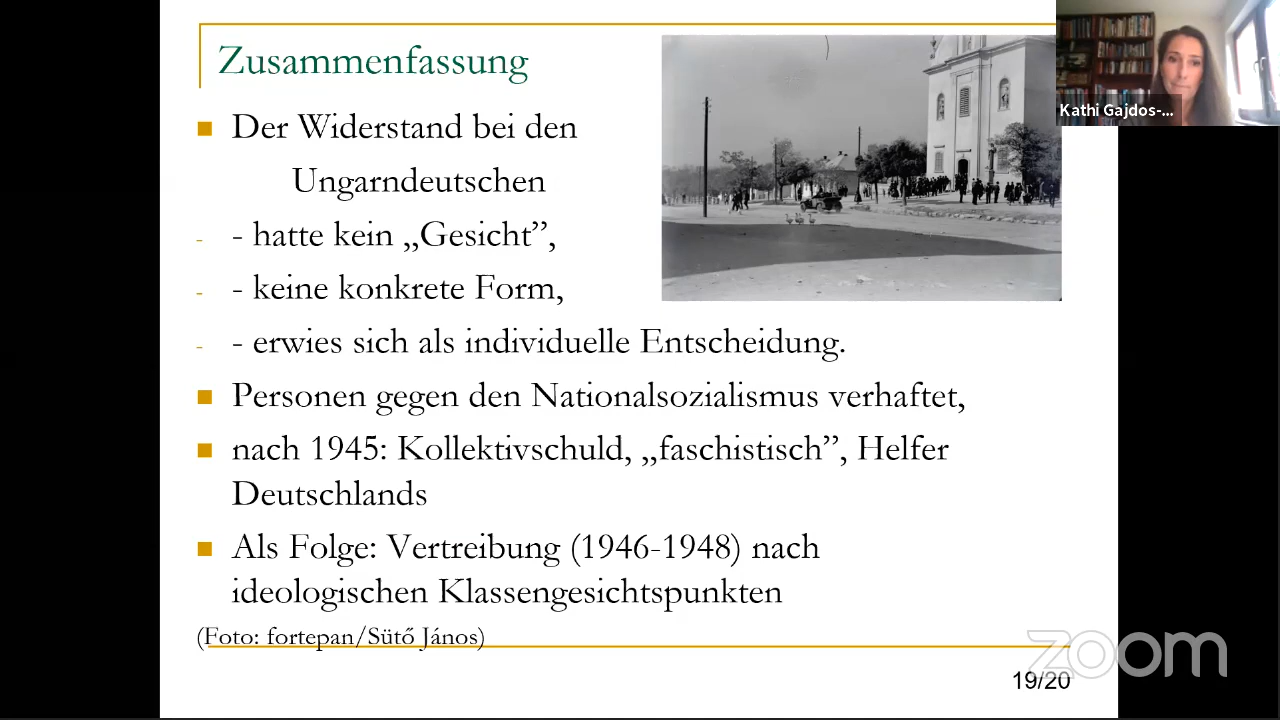 Zusammenfassung
Der Widerstand bei den
Ungarndeutschen
- - hatte kein „Gesicht”,
- - keine konkrete Form,
- - erwies sich als individuelle Entscheidung.
Personen gegen den Nationalsozialismus verhaftet,
nach 1945: Kollektivschuld, „faschistisch”, Helfer
Deutschlands
Als Folge: Vertreibung (1946-1948) nach
ideologischen Klassengesichtspunkten
(Foto: fortepan/Sütő János)
19/20
Kathi Gajdos-...
zoom